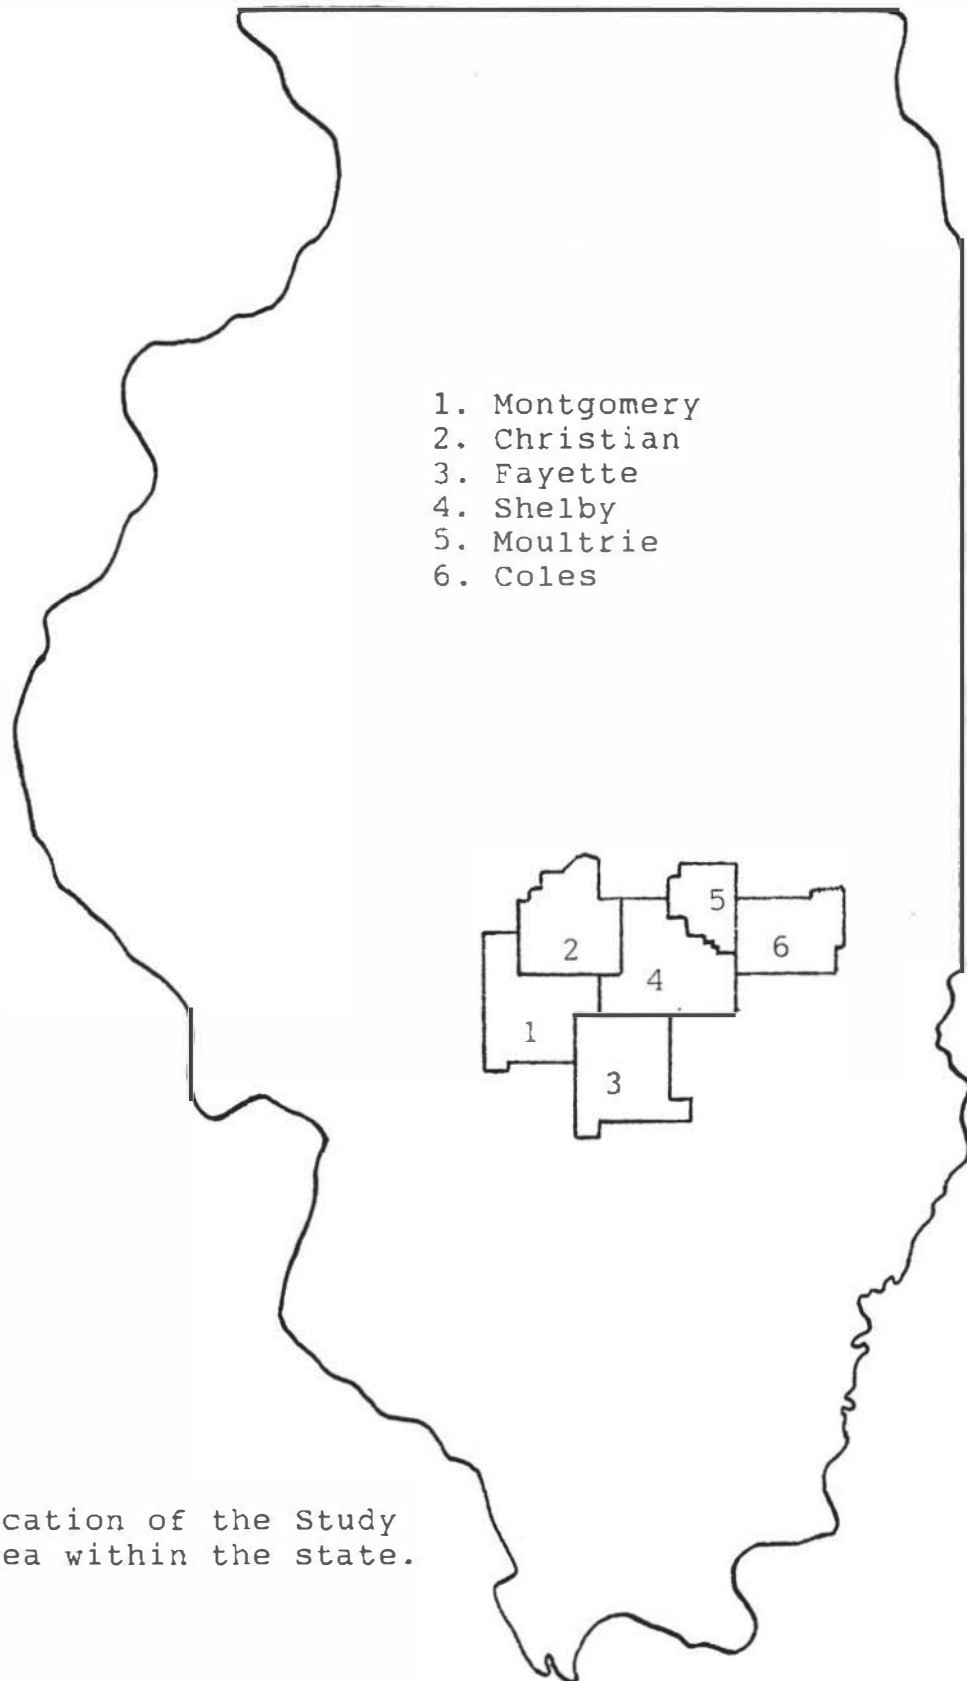 1. Montgomery
2. Christian
3. Fayette
4. Shelby
5. Moultrie
6. Coles
5
2
6
4
1
3
cation of the Study
ea within the state.